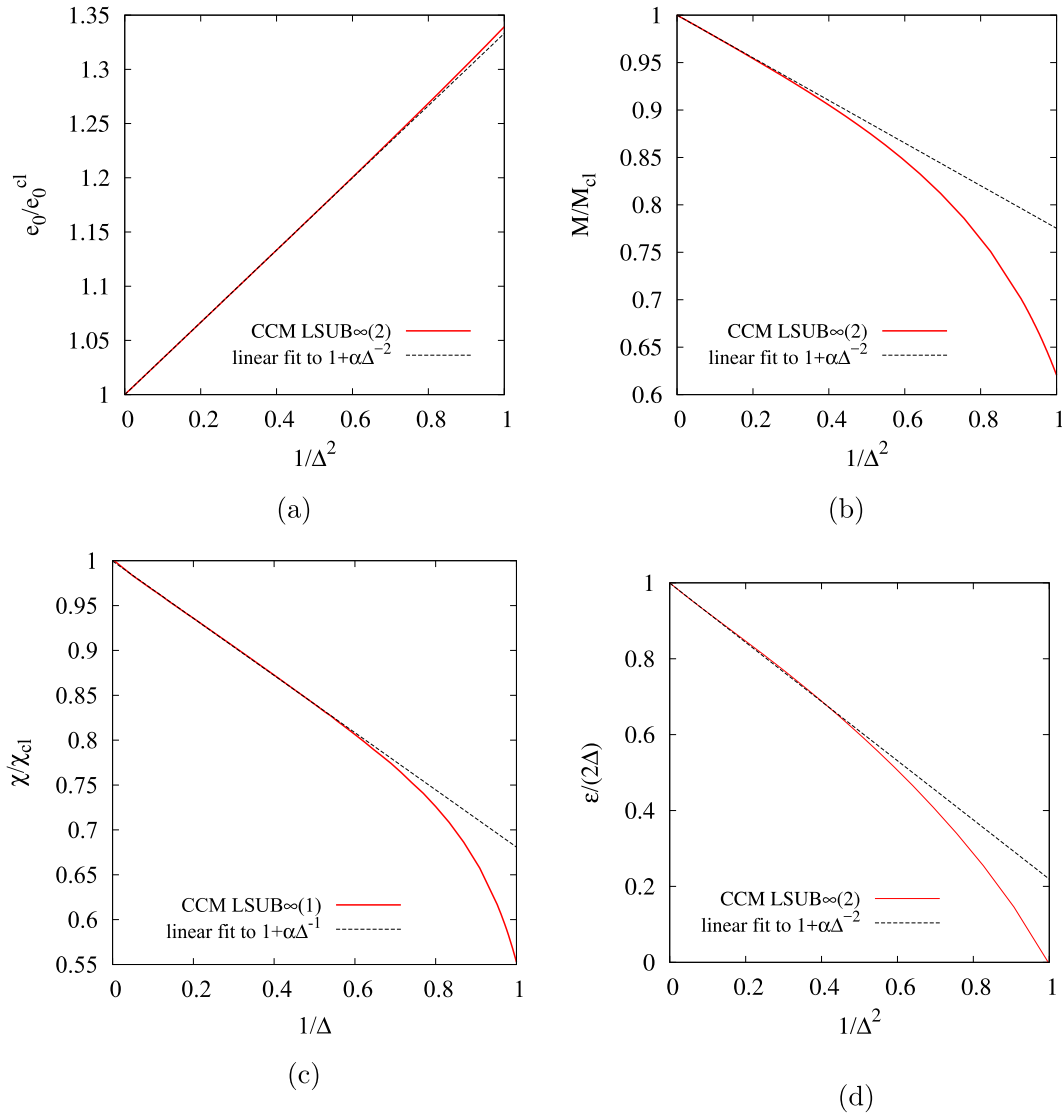 1.35
1.3
1.25
1.2
1.15
1.1
1.05
1
e₀/e₀ᶜˡ
CCM LSUB∞(2)
linear fit to 1+αΔ⁻²
0 0.2 0.4 0.6 0.8 1
1/Δ²
(a)
1
0.95
0.9
0.85
0.8
0.75
0.7
0.65
0.6
M/M_cl
CCM LSUB∞(2)
linear fit to 1+αΔ⁻²
0 0.2 0.4 0.6 0.8 1
1/Δ²
(b)
1
0.95
0.9
0.85
0.8
0.75
0.7
0.65
0.6
0.55
χ/χ_cl
CCM LSUB∞(1)
linear fit to 1+αΔ⁻¹
0 0.2 0.4 0.6 0.8 1
1/Δ
(c)
1
0.8
0.6
0.4
0.2
0
ε/(2Δ)
CCM LSUB∞(2)
linear fit to 1+αΔ⁻²
0 0.2 0.4 0.6 0.8 1
1/Δ²
(d)